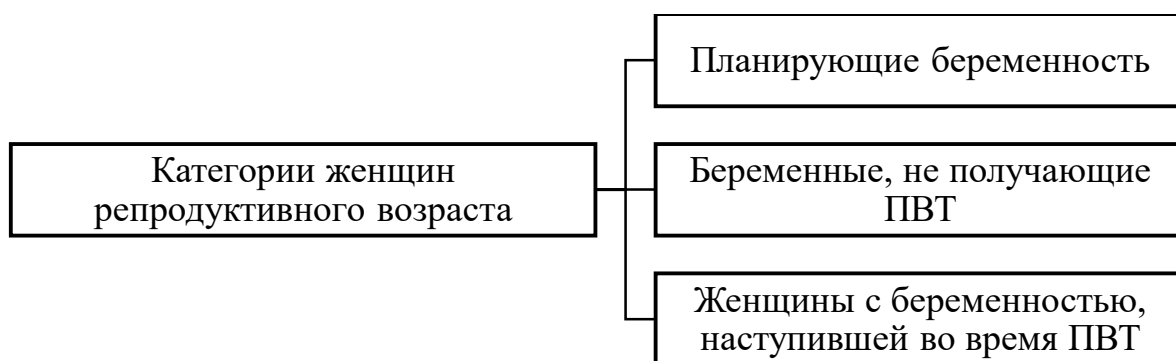 Планирующие беременность
Категории женщин
репродуктивного возраста
Беременные, не получающие
ПВТ
Женщины с беременностью,
наступившей во время ПВТ